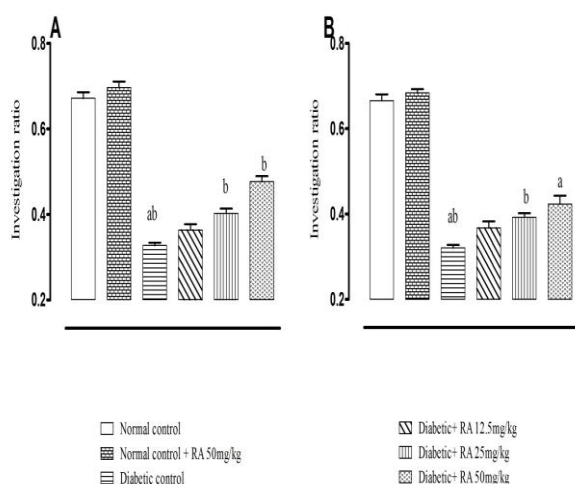 A
0.8
0.6
0.4
0.2
Investigation ratio
ab
b
b
B
0.8
0.6
0.4
0.2
Investigation ratio
ab
b
a
Normal control
Normal control + RA 50mg/kg
Diabetic control
Diabetic+ RA 12.5mg/kg
Diabetic+ RA 25mg/kg
Diabetic+ RA 50mg/kg